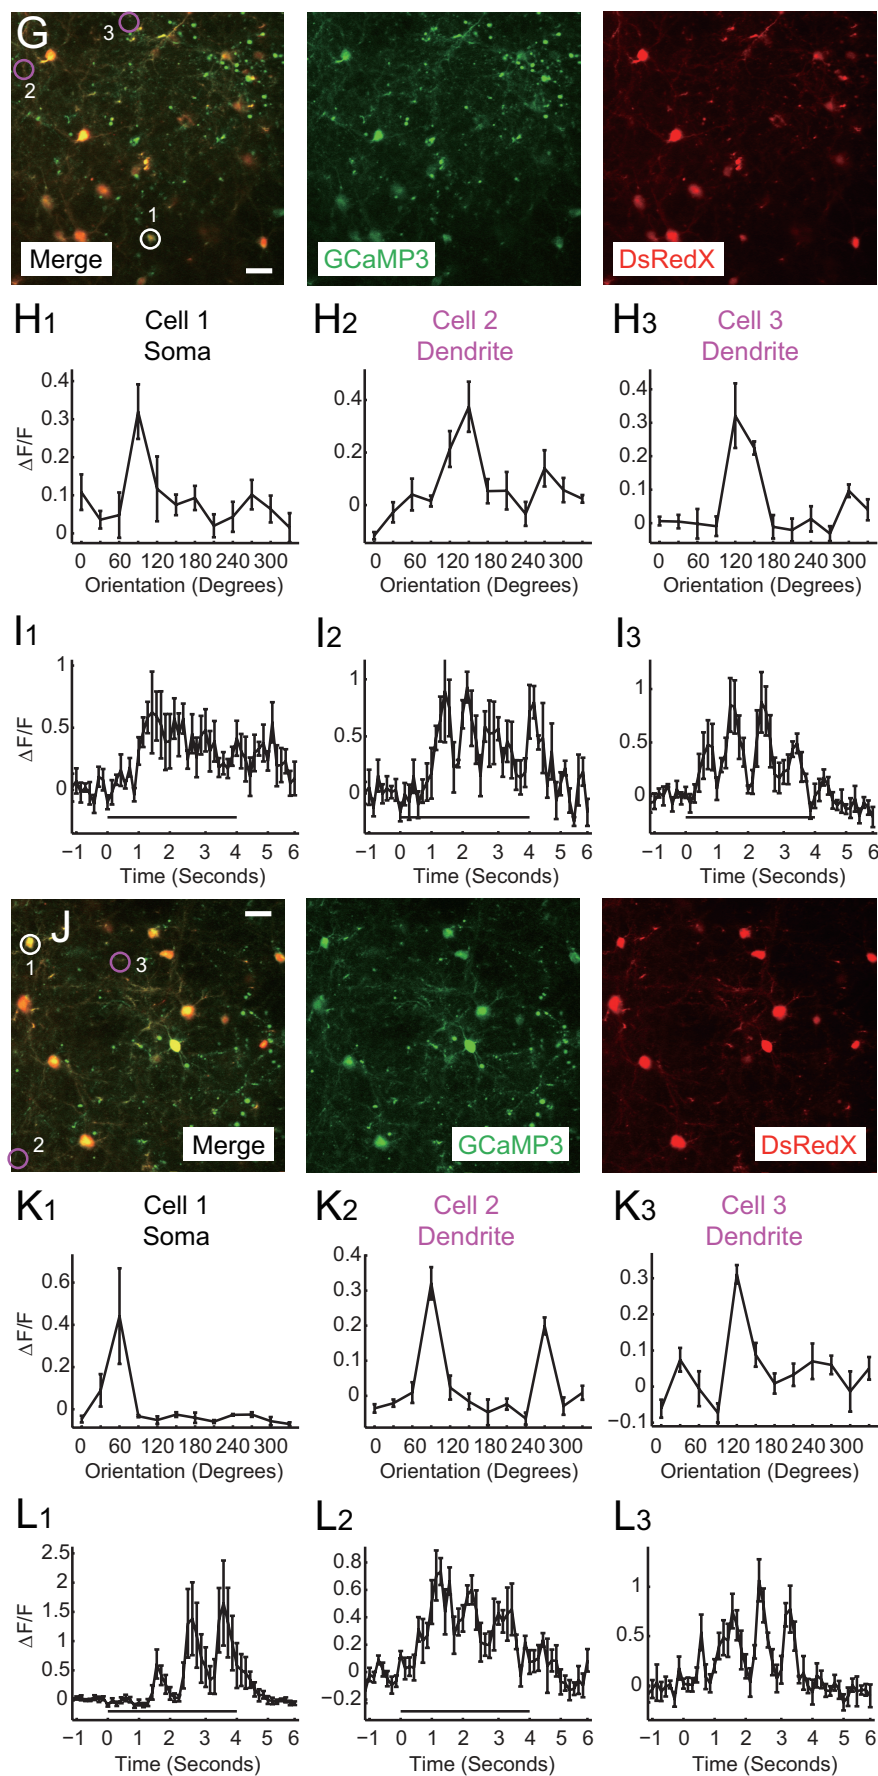 G
3
2
1
Merge
GCaMP3
DsRedX
H1 Cell 1 Soma
H2 Cell 2 Dendrite
H3 Cell 3 Dendrite
ΔF/F
0.4
0.3
0.2
0.1
0
0.4
0.2
0
0.4
0.3
0.2
0.1
0
0 60 120 180 240 300
0 60 120 180 240 300
0 60 120 180 240 300
Orientation (Degrees)
Orientation (Degrees)
Orientation (Degrees)
I1
I2
I3
ΔF/F
1
0.5
0
1
0.5
0
1
0.5
0
−1 0 1 2 3 4 5 6
−1 0 1 2 3 4 5 6
−1 0 1 2 3 4 5 6
Time (Seconds)
Time (Seconds)
Time (Seconds)
J
1
3
2
Merge
GCaMP3
DsRedX
K1 Cell 1 Soma
K2 Cell 2 Dendrite
K3 Cell 3 Dendrite
ΔF/F
0.6
0.4
0.2
0
0.4
0.3
0.2
0.1
0
0.3
0.2
0.1
0
−0.1
0 60 120 180 240 300
0 60 120 180 240 300
0 60 120 180 240 300
Orientation (Degrees)
Orientation (Degrees)
Orientation (Degrees)
L1
L2
L3
ΔF/F
2.5
2
1.5
1
0.5
0
0.8
0.6
0.4
0.2
0
−0.2
1
0.5
0
−1 0 1 2 3 4 5 6
−1 0 1 2 3 4 5 6
−1 0 1 2 3 4 5 6
Time (Seconds)
Time (Seconds)
Time (Seconds)